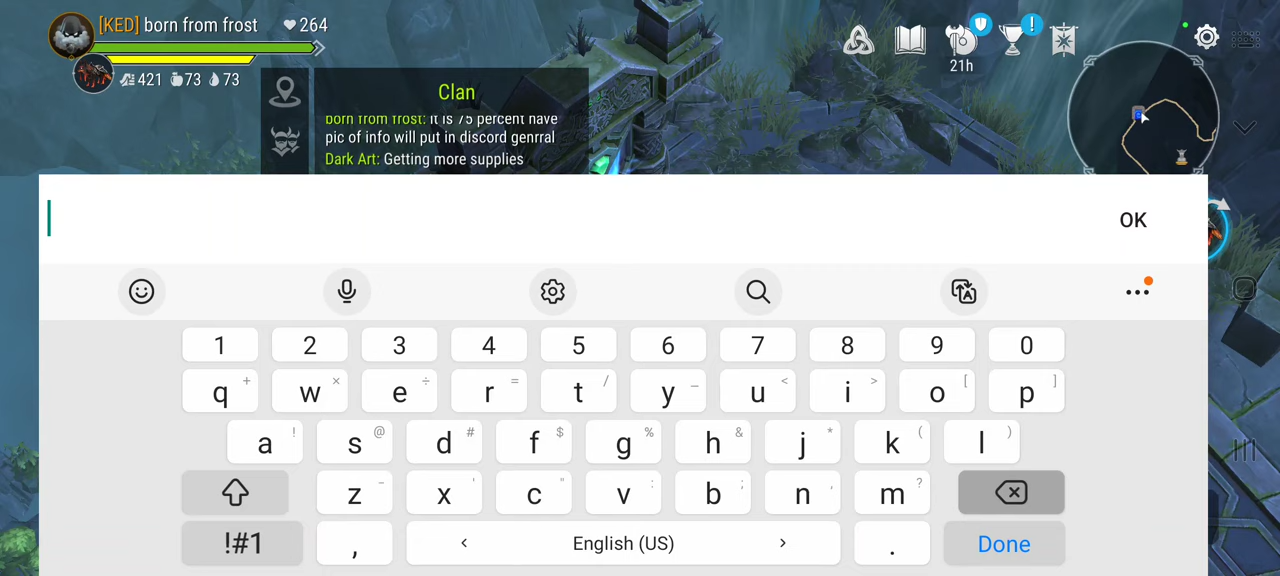 [KED] born from frost 264
421 73 73
21h
Clan
born from frost: it is 75 percent have
pic of info will put in discord genrral
Dark Art: Getting more supplies
OK
1 2 3 4 5 6 7 8 9 0
q + w × e ÷ r = t / y _ u < i > o [ p ]
a ! s @ d # f $ g % h & j * k ( l )
z - x ' c " v : b ; n , m ?
!#1 , < English (US) > . Done